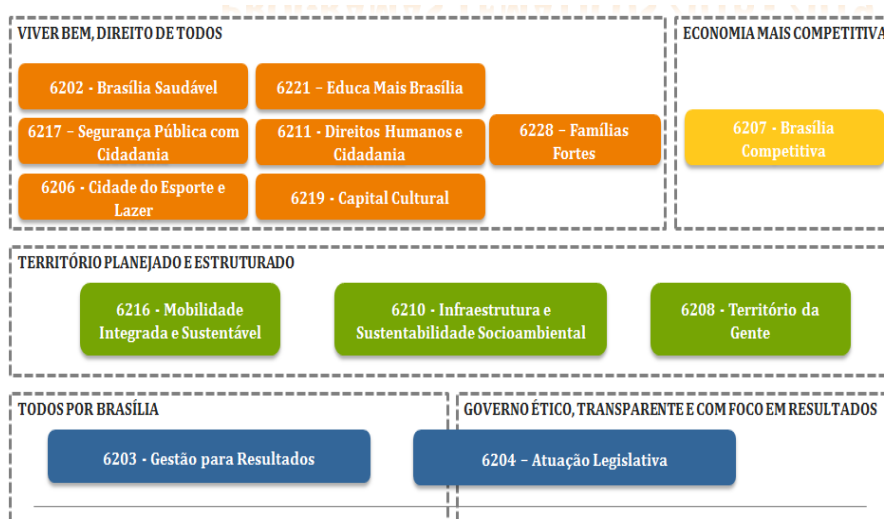 VIVER BEM, DIREITO DE TODOS
6202 - Brasília Saudável
6221 – Educa Mais Brasília
6217 – Segurança Pública com
Cidadania
6211 - Direitos Humanos e
Cidadania
6228 – Famílias
Fortes
6206 - Cidade do Esporte e
Lazer
6219 - Capital Cultural
ECONOMIA MAIS COMPETITIVA
6207 - Brasília
Competitiva
TERRITÓRIO PLANEJADO E ESTRUTURADO
6216 - Mobilidade
Integrada e Sustentável
6210 - Infraestrutura e
Sustentabilidade Socioambiental
6208 - Território da
Gente
TODOS POR BRASÍLIA
6203 - Gestão para Resultados
GOVERNO ÉTICO, TRANSPARENTE E COM FOCO EM RESULTADOS
6204 – Atuação Legislativa